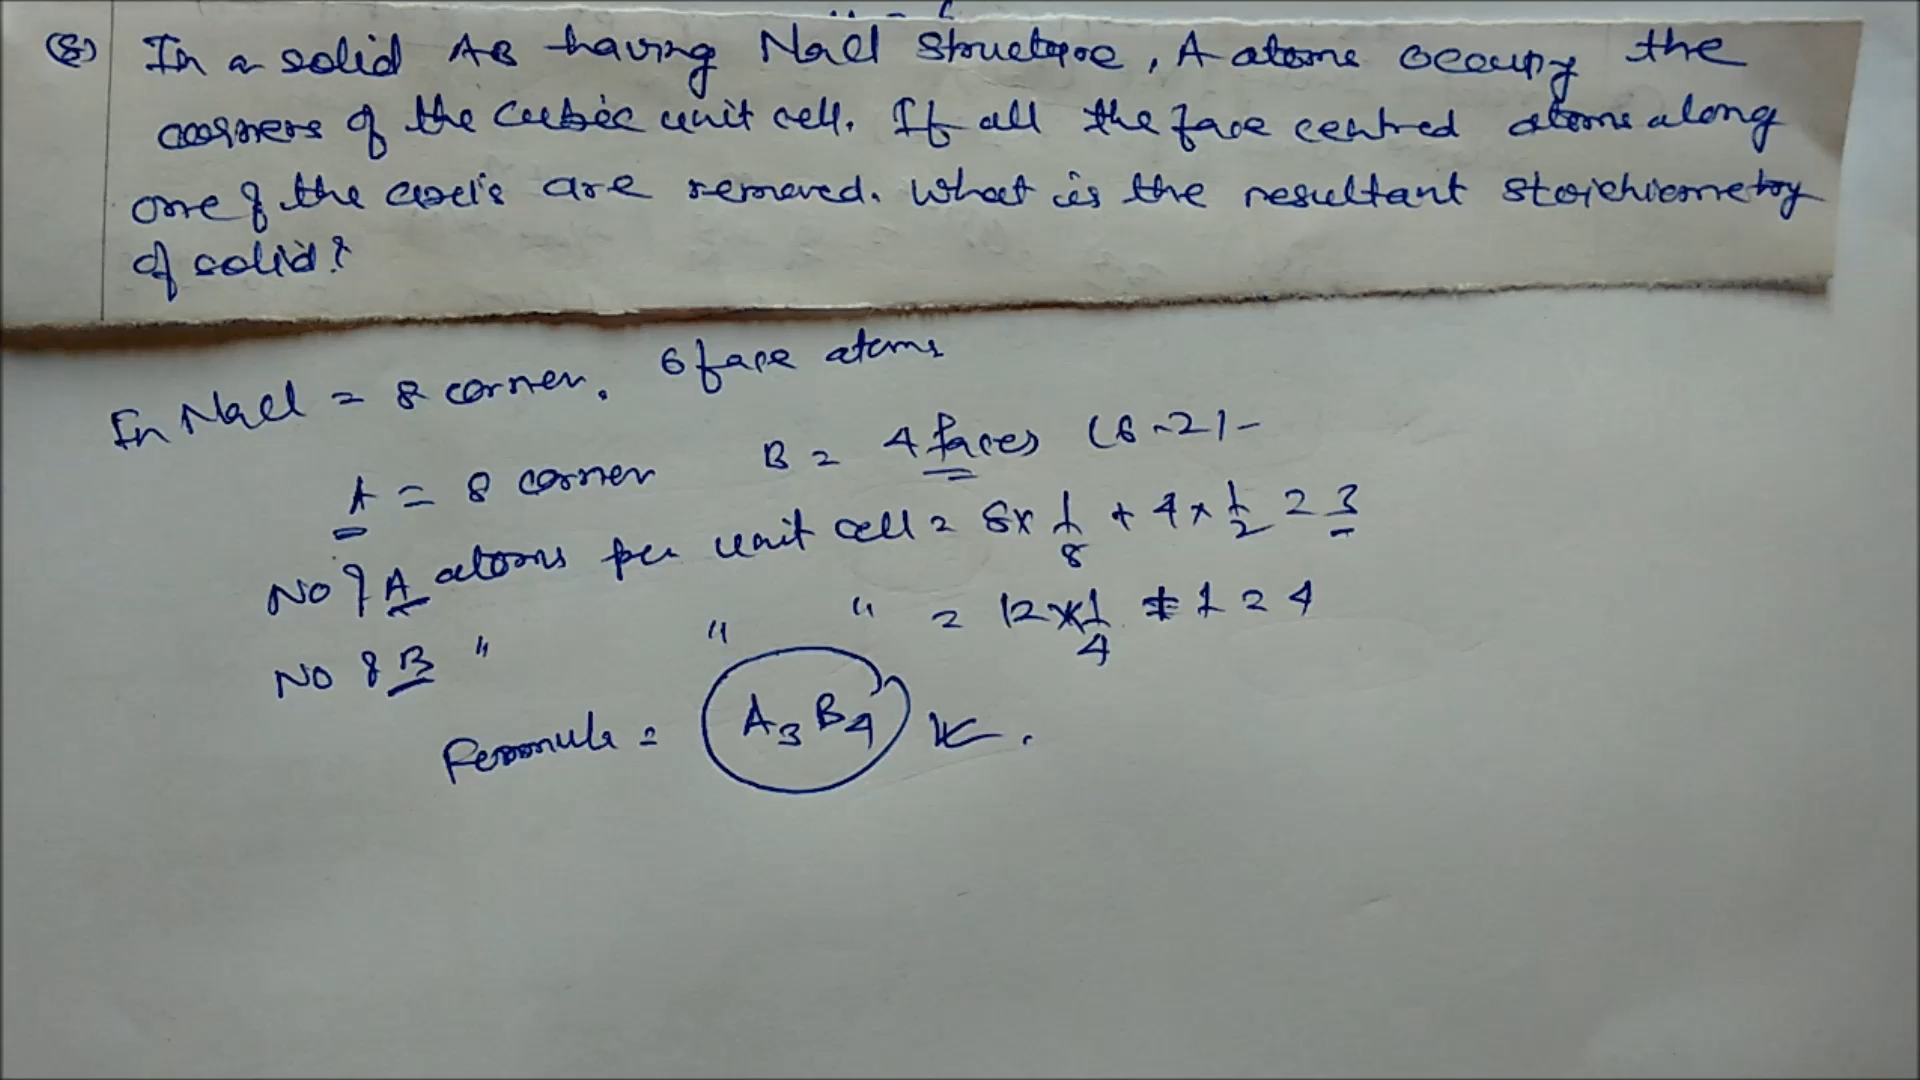 (8) In a solid AB having NaCl structure, A atoms occupy the
corners of the cubic unit cell. If all the face centred atoms along
one of the axis are removed. What is the resultant stoichiometry
of solid?
In NaCl = 8 corner, 6 face atoms
A = 8 corner B = 4 faces (6-2)-
No of A atoms per unit cell = 8x 1/8 + 4 x 1/2 = 3
No of B " " " = 12 x 1/4 + 1 = 4
Formula = A₃B₄